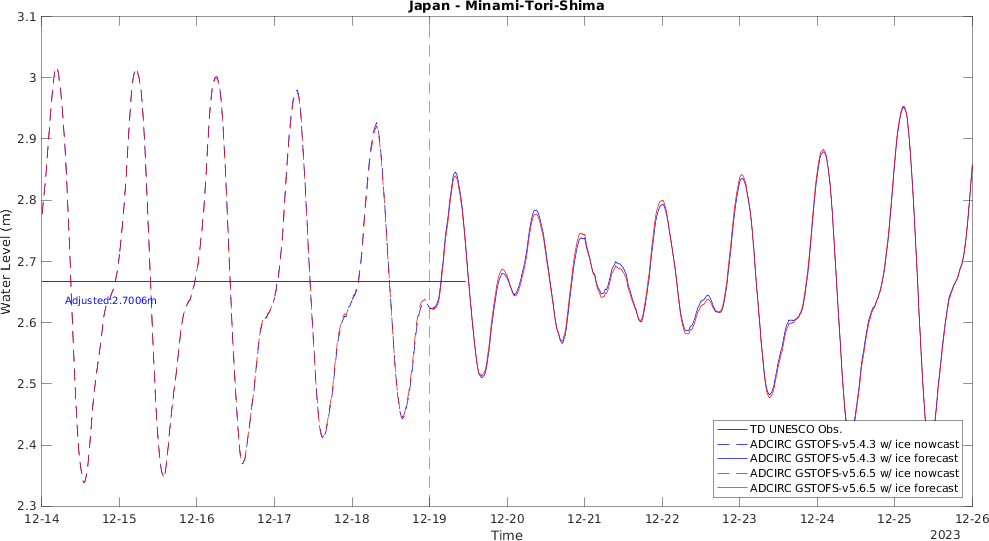 Japan - Minami-Tori-Shima
3.1
3
2.9
2.8
2.7
2.6
2.5
2.4
2.3
Water Level (m)
Adjusted:2.7006m
TD UNESCO Obs.
ADCIRC GSTOFS-v5.4.3 w/ ice nowcast
ADCIRC GSTOFS-v5.4.3 w/ ice forecast
ADCIRC GSTOFS-v5.6.5 w/ ice nowcast
ADCIRC GSTOFS-v5.6.5 w/ ice forecast
12-14 12-15 12-16 12-17 12-18 12-19 12-20 12-21 12-22 12-23 12-24 12-25 12-26
Time
2023